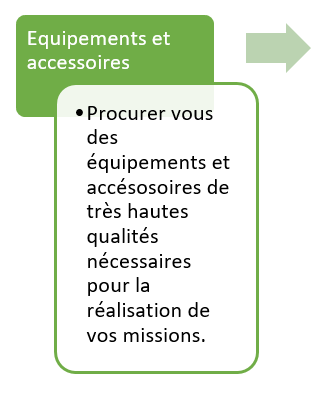 Equipements et
accessoires
•Procurer vous
des
équipements et
accésosoires de
très hautes
qualités
nécessaires
pour la
réalisation de
vos missions.